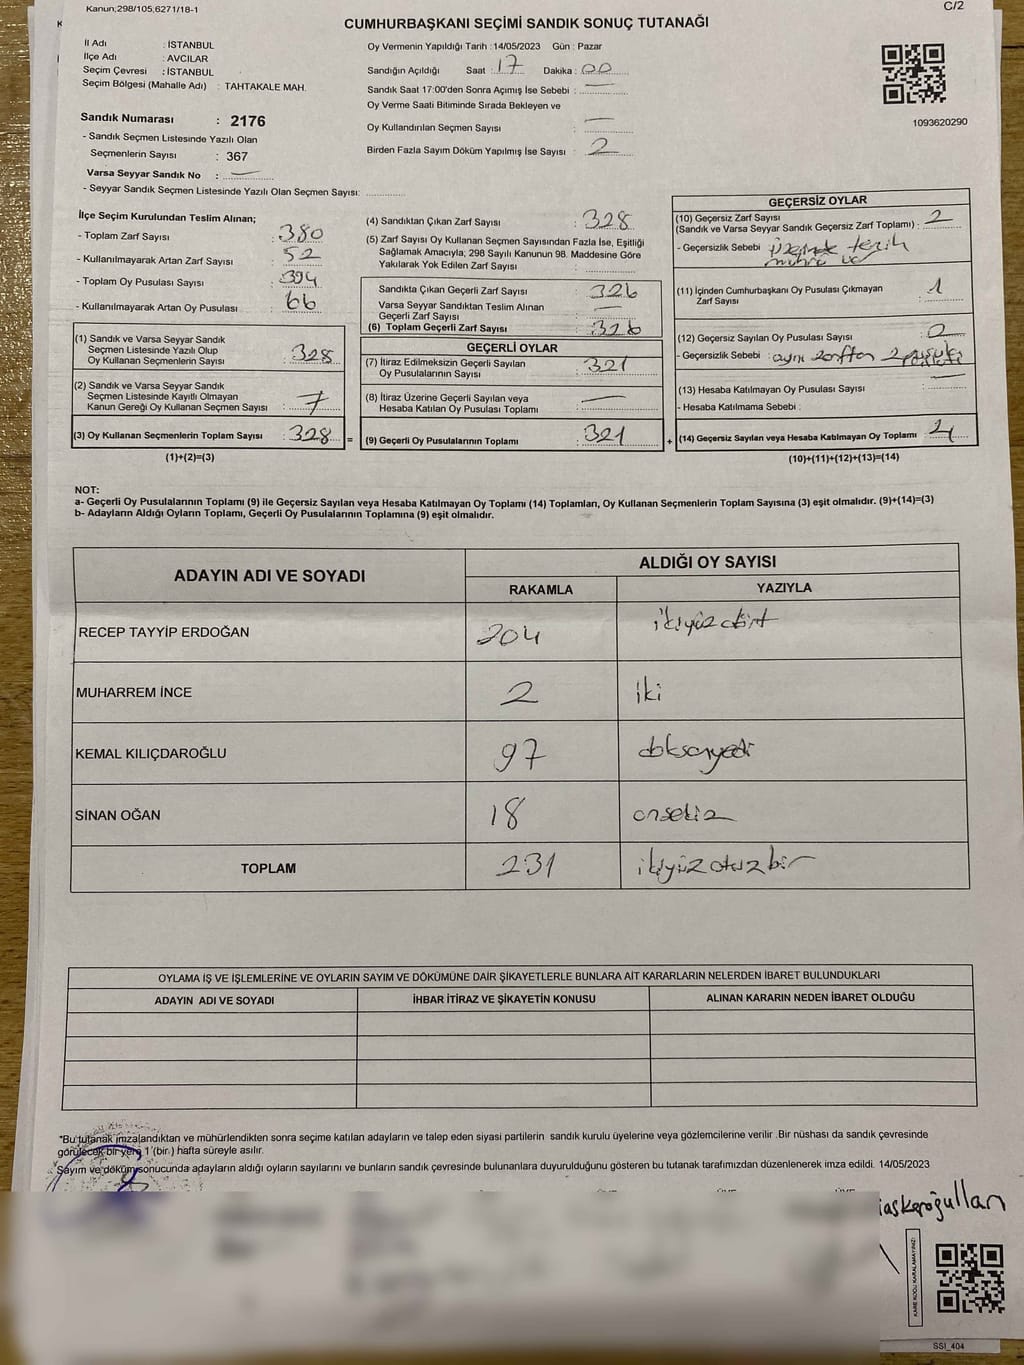 Kanun;298/105,6271/18-1
C/2
CUMHURBAŞKANI SEÇİMİ SANDIK SONUÇ TUTANAĞI
İl Adı : İSTANBUL
İlçe Adı : AVCILAR
Seçim Çevresi : İSTANBUL
Seçim Bölgesi (Mahalle Adı) : TAHTAKALE MAH.
Sandık Numarası : 2176
- Sandık Seçmen Listesinde Yazılı Olan
Seçmenlerin Sayısı : 367
Varsa Seyyar Sandık No : —
- Seyyar Sandık Seçmen Listesinde Yazılı Olan Seçmen Sayısı:
Oy Vermenin Yapıldığı Tarih :14/05/2023 Gün : Pazar
Sandığın Açıldığı Saat : 17 Dakika : 00
Sandık Saat 17:00'den Sonra Açımış İse Sebebi : —
Oy Verme Saati Bitiminde Sırada Bekleyen ve
Oy Kullandırılan Seçmen Sayısı : —
Birden Fazla Sayım Döküm Yapılmış İse Sayısı : 2
1093620290
İlçe Seçim Kurulundan Teslim Alınan;
- Toplam Zarf Sayısı : 380
- Kullanılmayarak Artan Zarf Sayısı : 52
- Toplam Oy Pusulası Sayısı : 394
- Kullanılmayarak Artan Oy Pusulası : 66
(1) Sandık ve Varsa Seyyar Sandık
Seçmen Listesinde Yazılı Olup
Oy Kullanan Seçmenlerin Sayısı : 328
(2) Sandık ve Varsa Seyyar Sandık
Seçmen Listesinde Kayıtlı Olmayan
Kanun Gereği Oy Kullanan Seçmen Sayısı : 7
(3) Oy Kullanan Seçmenlerin Toplam Sayısı : 328 =
(1)+(2)=(3)
(4) Sandıktan Çıkan Zarf Sayısı : 328
(5) Zarf Sayısı Oy Kullanan Seçmen Sayısından Fazla İse, Eşitliği
Sağlamak Amacıyla; 298 Sayılı Kanunun 98. Maddesine Göre
Yakılarak Yok Edilen Zarf Sayısı :
Sandıkta Çıkan Geçerli Zarf Sayısı : 326
Varsa Seyyar Sandıktan Teslim Alınan
Geçerli Zarf Sayısı : —
(6) Toplam Geçerli Zarf Sayısı : 326
GEÇERLİ OYLAR
(7) İtiraz Edilmeksizin Geçerli Sayılan
Oy Pusulalarının Sayısı : 321
(8) İtiraz Üzerine Geçerli Sayılan veya
Hesaba Katılan Oy Pusulası Toplamı : —
(9) Geçerli Oy Pusulalarının Toplamı : 321 +
GEÇERSİZ OYLAR
(10) Geçersiz Zarf Sayısı
(Sandık ve Varsa Seyyar Sandık Geçersiz Zarf Toplamı) : 2
- Geçersizlik Sebebi : üzerinde tercih
mührü
(11) İçinden Cumhurbaşkanı Oy Pusulası Çıkmayan
Zarf Sayısı : 1
(12) Geçersiz Sayılan Oy Pusulası Sayısı :
- Geçersizlik Sebebi : aynı zarftan 2 pusula
(13) Hesaba Katılmayan Oy Pusulası Sayısı : —
- Hesaba Katılmama Sebebi :
(14) Geçersiz Sayılan veya Hesaba Katılmayan Oy Toplamı :
(10)+(11)+(12)+(13)=(14)
NOT:
a- Geçerli Oy Pusulalarının Toplamı (9) ile Geçersiz Sayılan veya Hesaba Katılmayan Oy Toplamı (14) Toplamları, Oy Kullanan Seçmenlerin Toplam Sayısına (3) eşit olmalıdır. (9)+(14)=(3)
b- Adayların Aldığı Oyların Toplamı, Geçerli Oy Pusulalarının Toplamına (9) eşit olmalıdır.
ADAYIN ADI VE SOYADI
ALDIĞI OY SAYISI
RAKAMLA YAZIYLA
RECEP TAYYİP ERDOĞAN 204 ikiyüzdört
MUHARREM İNCE 2 iki
KEMAL KILIÇDAROĞLU 97 doksanyedi
SİNAN OĞAN 18 onsekiz
TOPLAM 231 ikiyüzotuzbir
OYLAMA İŞ VE İŞLEMLERİNE VE OYLARIN SAYIM VE DÖKÜMÜNE DAİR ŞİKAYETLERLE BUNLARA AİT KARARLARIN NELERDEN İBARET BULUNDUKLARI
ADAYIN ADI VE SOYADI İHBAR İTİRAZ VE ŞİKAYETİN KONUSU ALINAN KARARIN NEDEN İBARET OLDUĞU
*Bu tutanak imzalandıktan ve mühürlendikten sonra seçime katılan adayların ve talep eden siyasi partilerin sandık kurulu üyelerine veya gözlemcilerine verilir .Bir nüshası da sandık çevresinde
görülecek bir yere 1 (bir ) hafta süreyle asılır.
Sayım ve döküm sonucunda adayların aldığı oyların sayılarını ve bunların sandık çevresinde bulunanlara duyurulduğunu gösteren bu tutanak tarafımızdan düzenlenerek imza edildi. 14/05/2023
KARE KODU KARALAMAYINIZ!
SSI_404